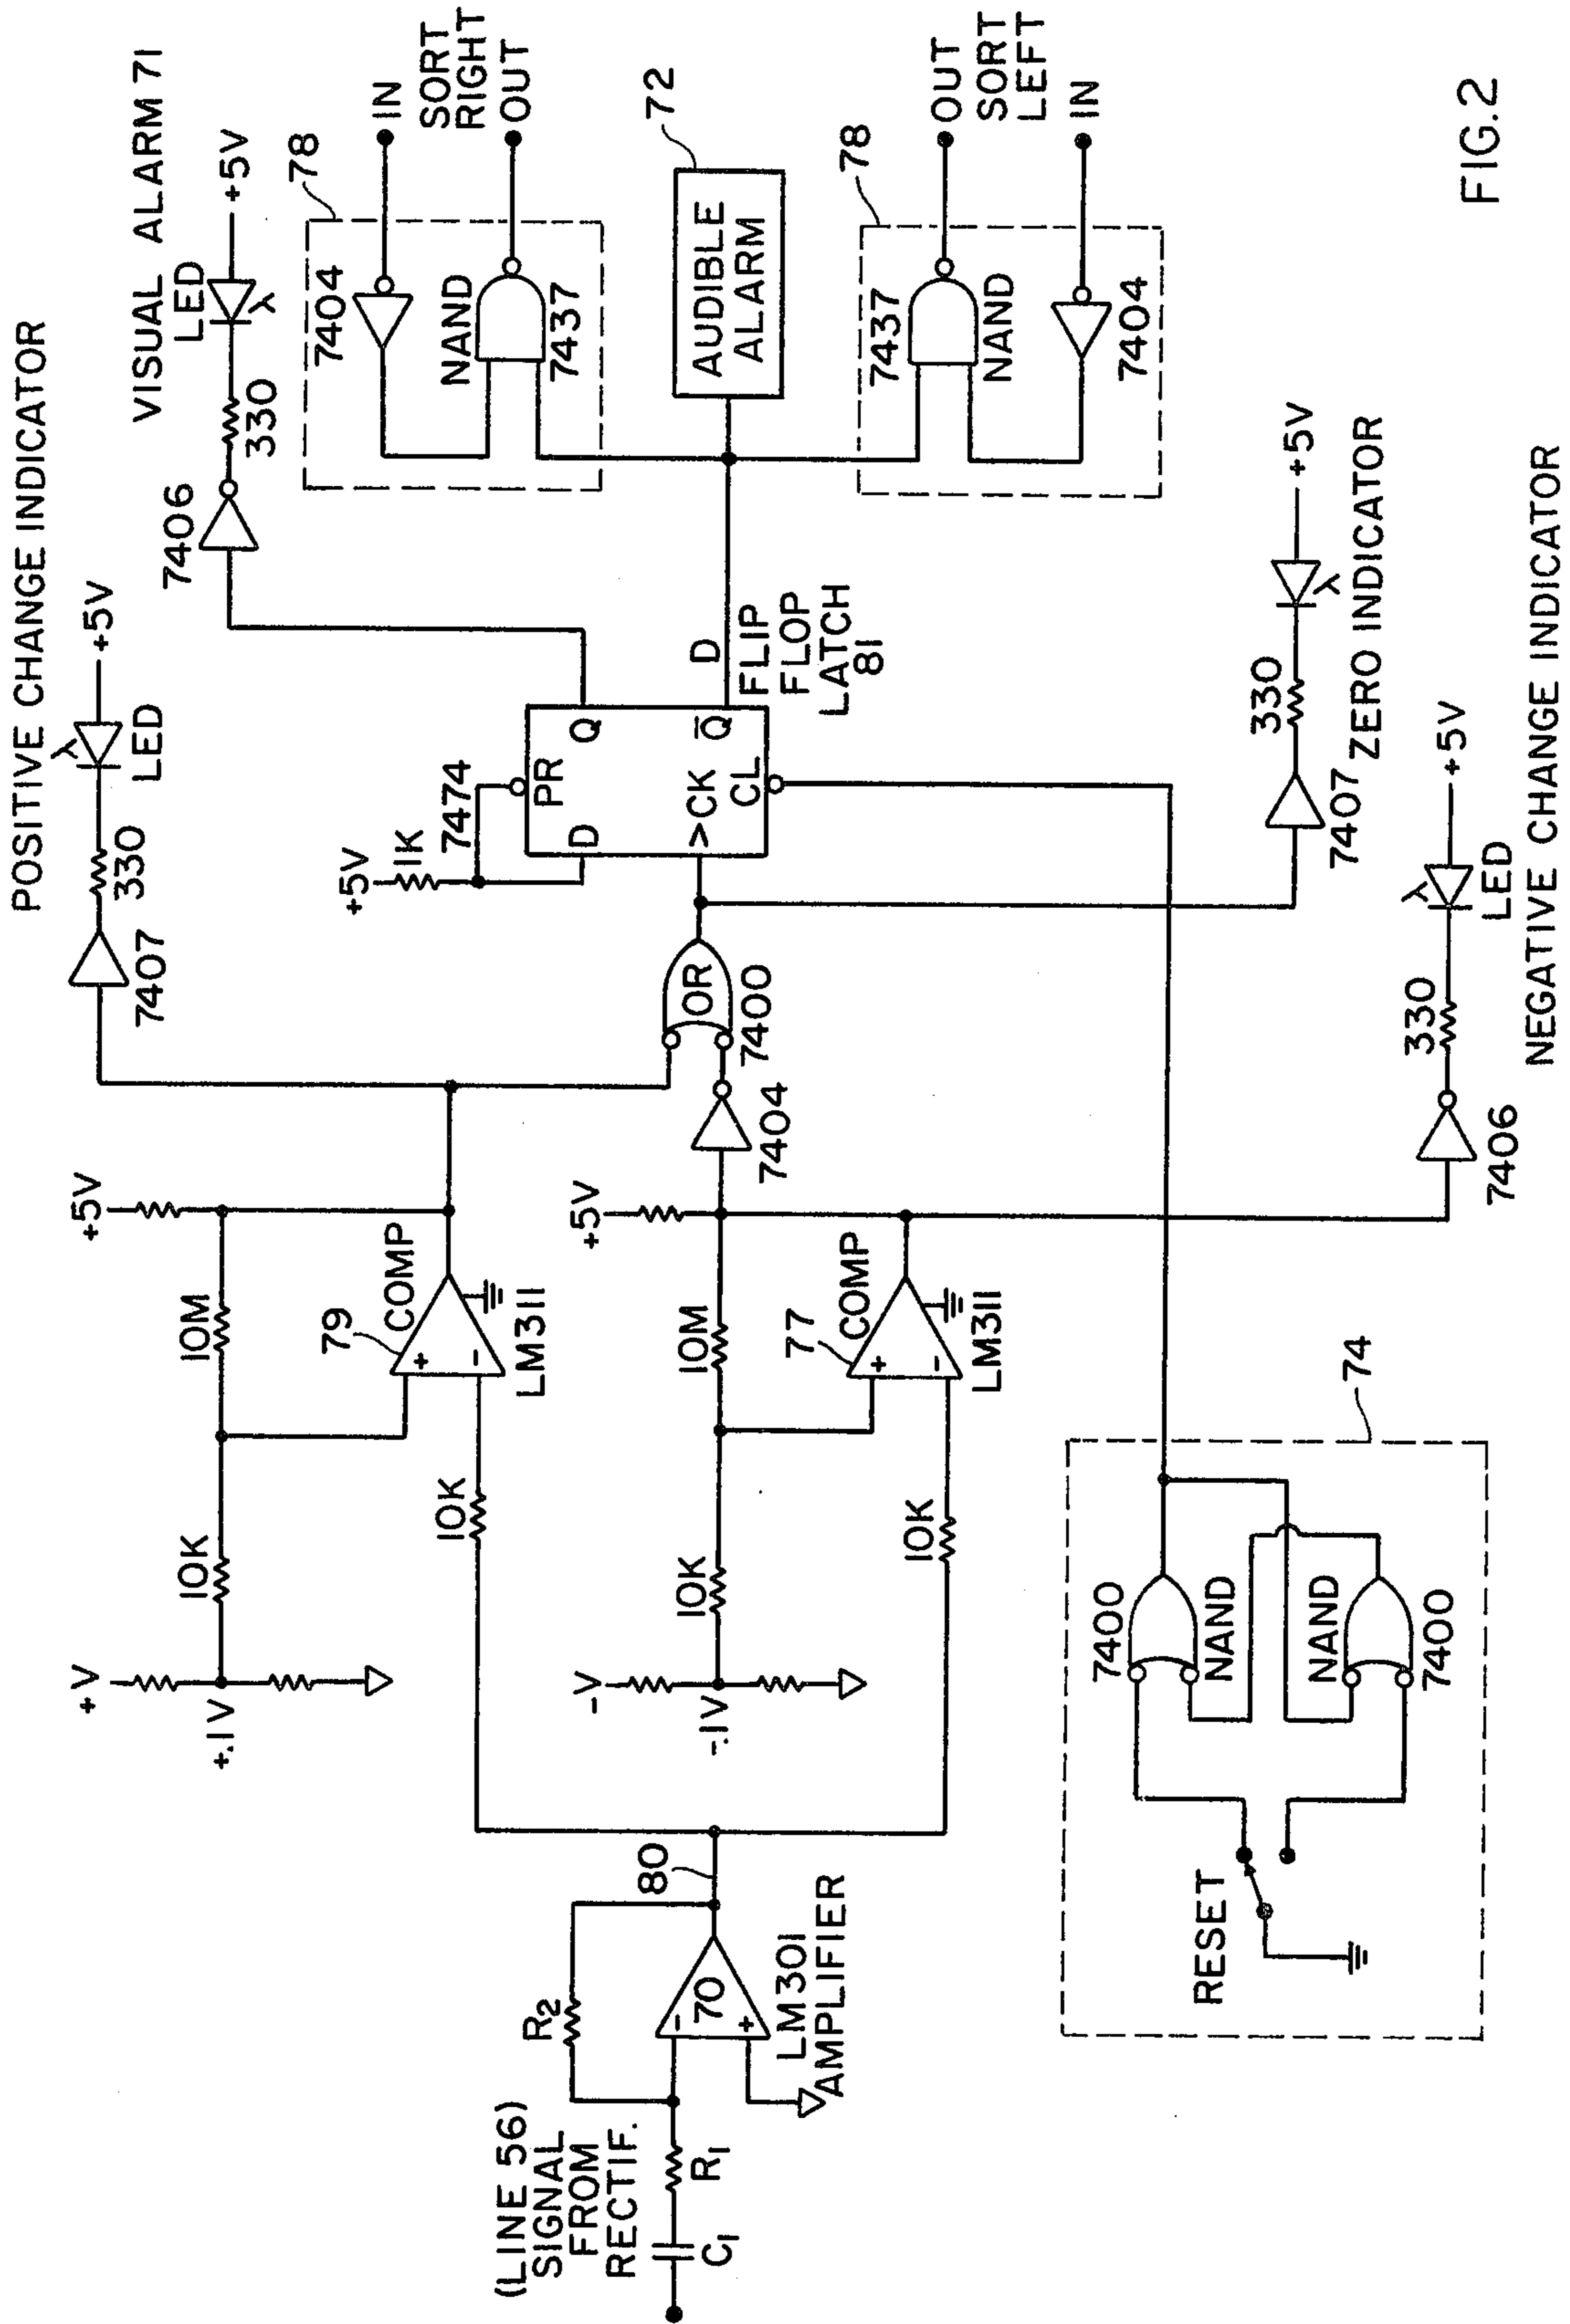 POSITIVE CHANGE INDICATOR
+5V
LED
330
7407
VISUAL ALARM 71
LED
+5V
330
7406
78
7404
IN
SORT
RIGHT
OUT
NAND
7437
72
AUDIBLE
ALARM
78
7437
NAND
7404
OUT
SORT
LEFT
IN
+5V
1K
7474
PR
D
Q
>CK
Q̅
CL
D
FLIP
FLOP
LATCH
81
OR
7400
7404
+5V
10M
10K
+V
+.1V
79
COMP
+
-
LM311
10K
+5V
10M
10K
-V
-.1V
77
COMP
+
-
LM311
10K
(LINE 56)
SIGNAL
FROM
RECTIF.
C1
R1
R2
70
-
+
LM301
AMPLIFIER
80
74
RESET
7400
NAND
NAND
7400
7407
330
+5V
ZERO INDICATOR
7406
330
LED
+5V
NEGATIVE CHANGE INDICATOR
FIG.2